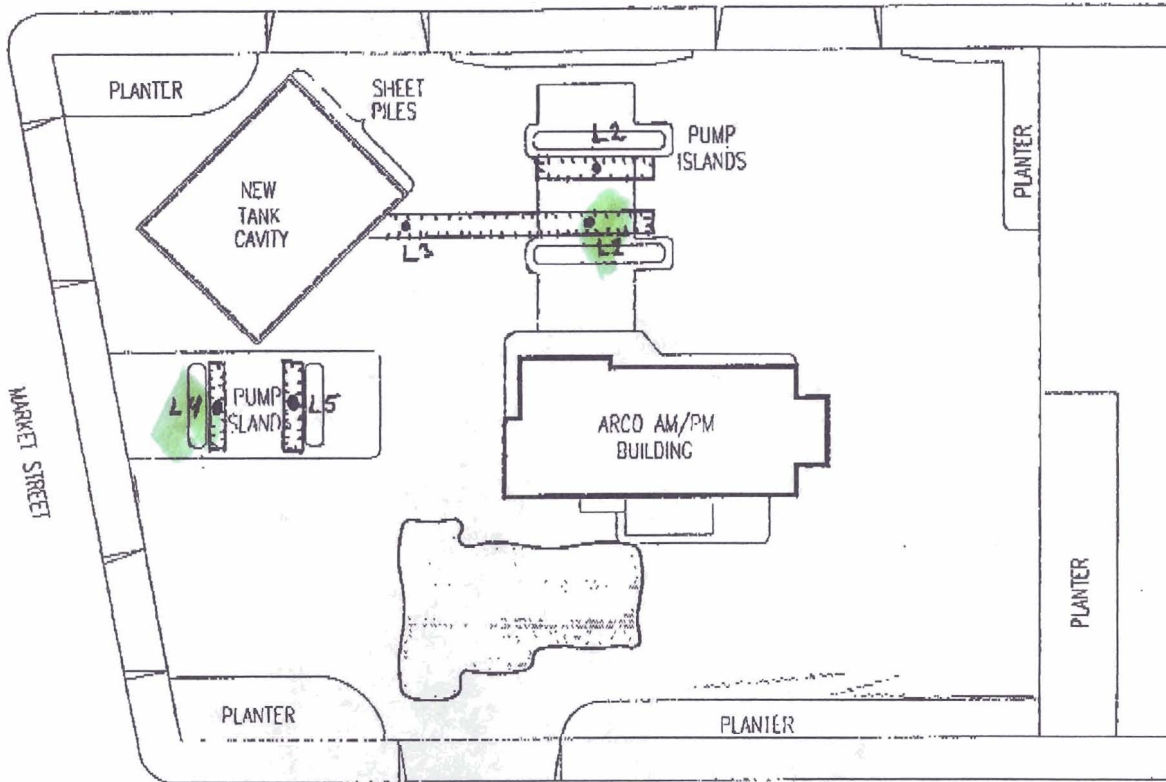 PLANTER
SHEET
PILES
L2
PUMP
ISLANDS
PLANTER
NEW
TANK
CAVITY
L3
L1
MARKET STREET
L4
PUMP
ISLAND
L5
ARCO AM/PM
BUILDING
PLANTER
PLANTER
PLANTER